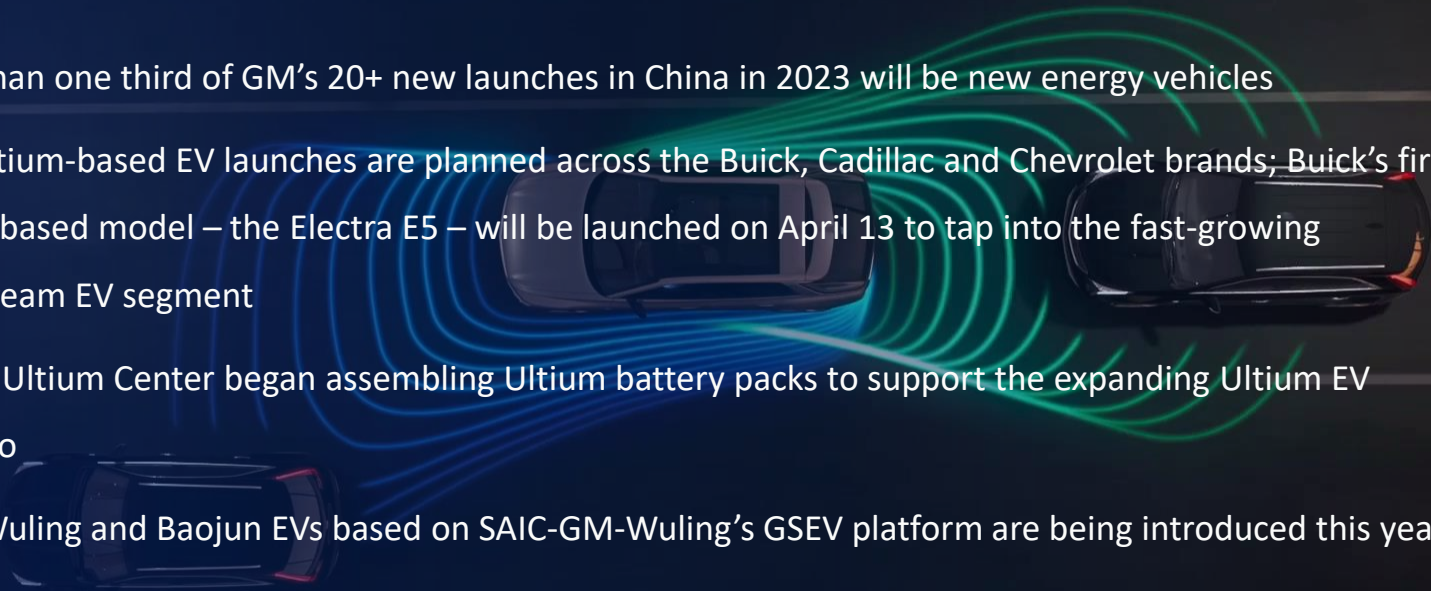 han one third of GM’s 20+ new launches in China in 2023 will be new energy vehicles
tium-based EV launches are planned across the Buick, Cadillac and Chevrolet brands; Buick’s fir
based model – the Electra E5 – will be launched on April 13 to tap into the fast-growing
eam EV segment
Ultium Center began assembling Ultium battery packs to support the expanding Ultium EV
o
Wuling and Baojun EVs based on SAIC-GM-Wuling’s GSEV platform are being introduced this yea